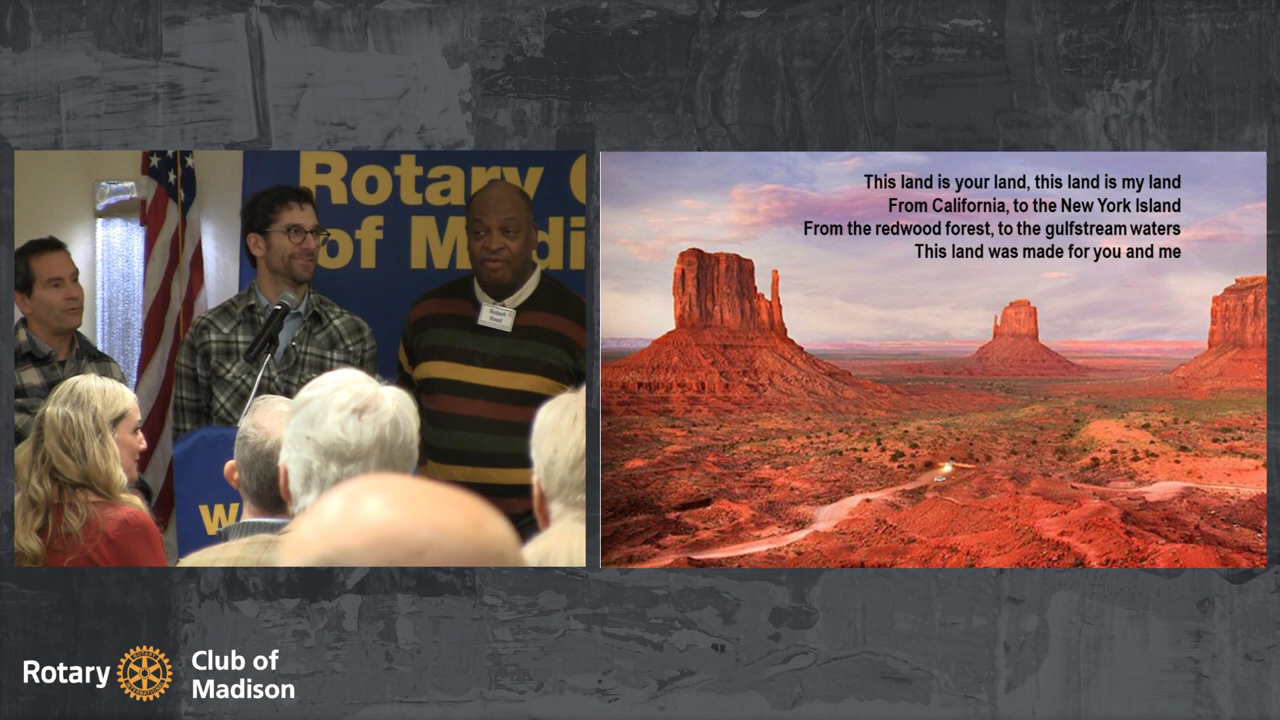 Rotary C
of Madi
Robert
Reed
W
This land is your land, this land is my land
From California, to the New York Island
From the redwood forest, to the gulfstream waters
This land was made for you and me
Rotary
Club of
Madison